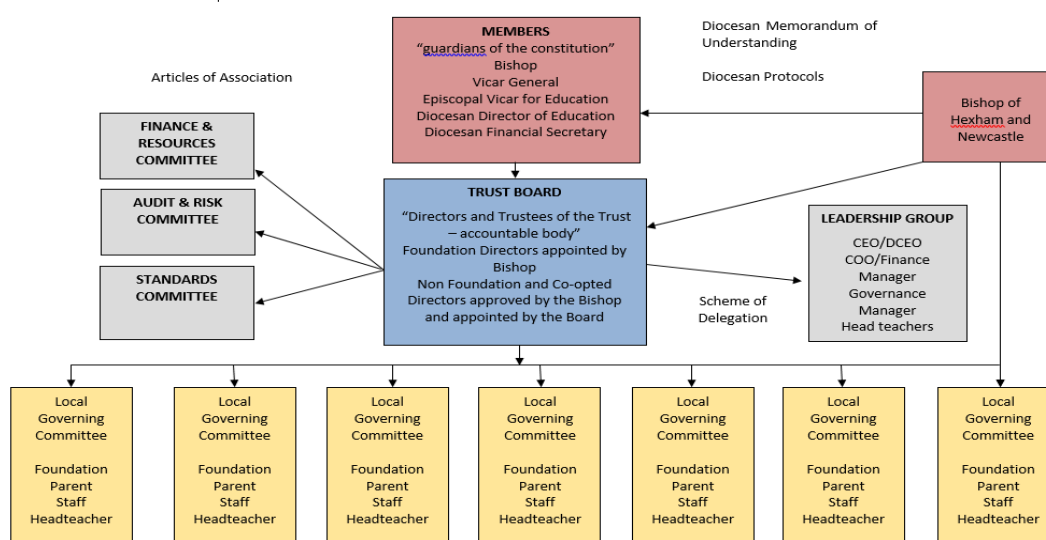 MEMBERS
“guardians of the constitution”
Bishop
Vicar General
Episcopal Vicar for Education
Diocesan Director of Education
Diocesan Financial Secretary
Diocesan Memorandum of
Understanding
Diocesan Protocols
Articles of Association
Bishop of
Hexham and
Newcastle
FINANCE &
RESOURCES
COMMITTEE
AUDIT & RISK
COMMITTEE
STANDARDS
COMMITTEE
TRUST BOARD
“Directors and Trustees of the Trust
– accountable body”
Foundation Directors appointed by
Bishop
Non Foundation and Co-opted
Directors approved by the Bishop
and appointed by the Board
LEADERSHIP GROUP
CEO/DCEO
COO/Finance
Manager
Governance
Manager
Head teachers
Scheme of
Delegation
Local
Governing
Committee
Foundation
Parent
Staff
Headteacher
Local
Governing
Committee
Foundation
Parent
Staff
Headteacher
Local
Governing
Committee
Foundation
Parent
Staff
Headteacher
Local
Governing
Committee
Foundation
Parent
Staff
Headteacher
Local
Governing
Committee
Foundation
Parent
Staff
Headteacher
Local
Governing
Committee
Foundation
Parent
Staff
Headteacher
Local
Governing
Committee
Foundation
Parent
Staff
Headteacher